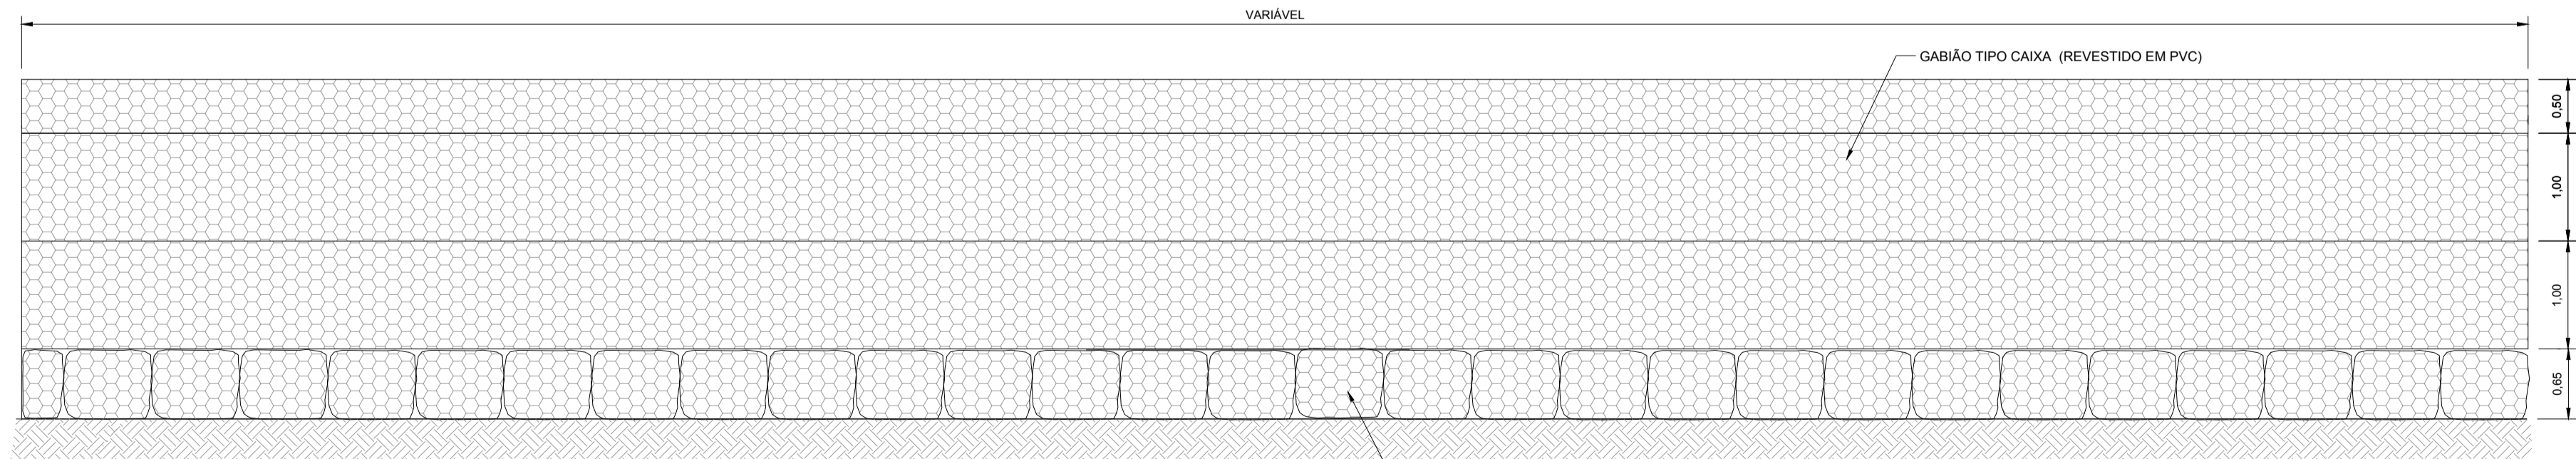 VARIÁVEL
GABIÃO TIPO CAIXA (REVESTIDO EM PVC)
0,50
1,00
1,00
0,65